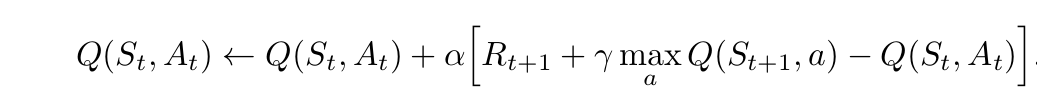 Q(S_t, A_t) ← Q(S_t, A_t) + α[R_{t+1} + γ max_a Q(S_{t+1}, a) − Q(S_t, A_t)].